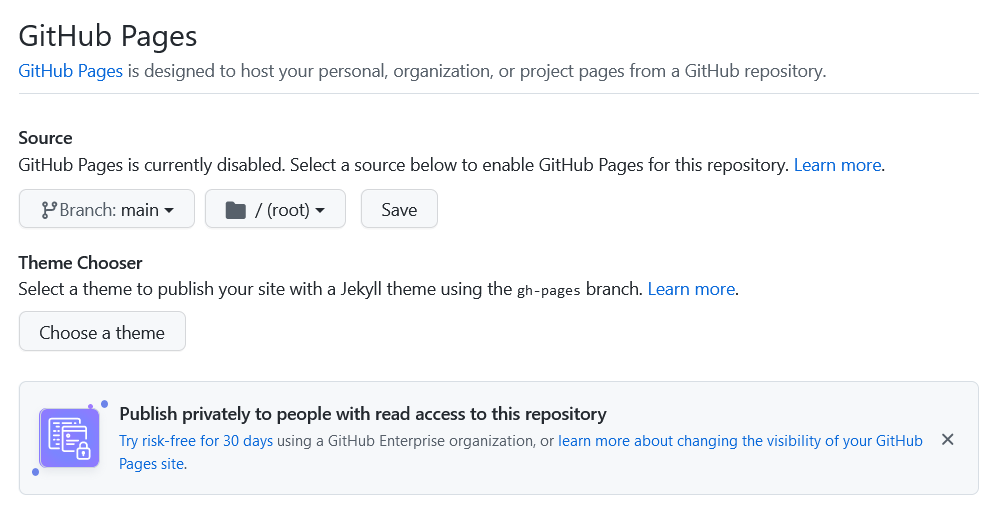 GitHub Pages
GitHub Pages is designed to host your personal, organization, or project pages from a GitHub repository.
Source
GitHub Pages is currently disabled. Select a source below to enable GitHub Pages for this repository. Learn more.
Branch: main / (root) Save
Theme Chooser
Select a theme to publish your site with a Jekyll theme using the gh-pages branch. Learn more.
Choose a theme
Publish privately to people with read access to this repository
Try risk-free for 30 days using a GitHub Enterprise organization, or learn more about changing the visibility of your GitHub
Pages site.